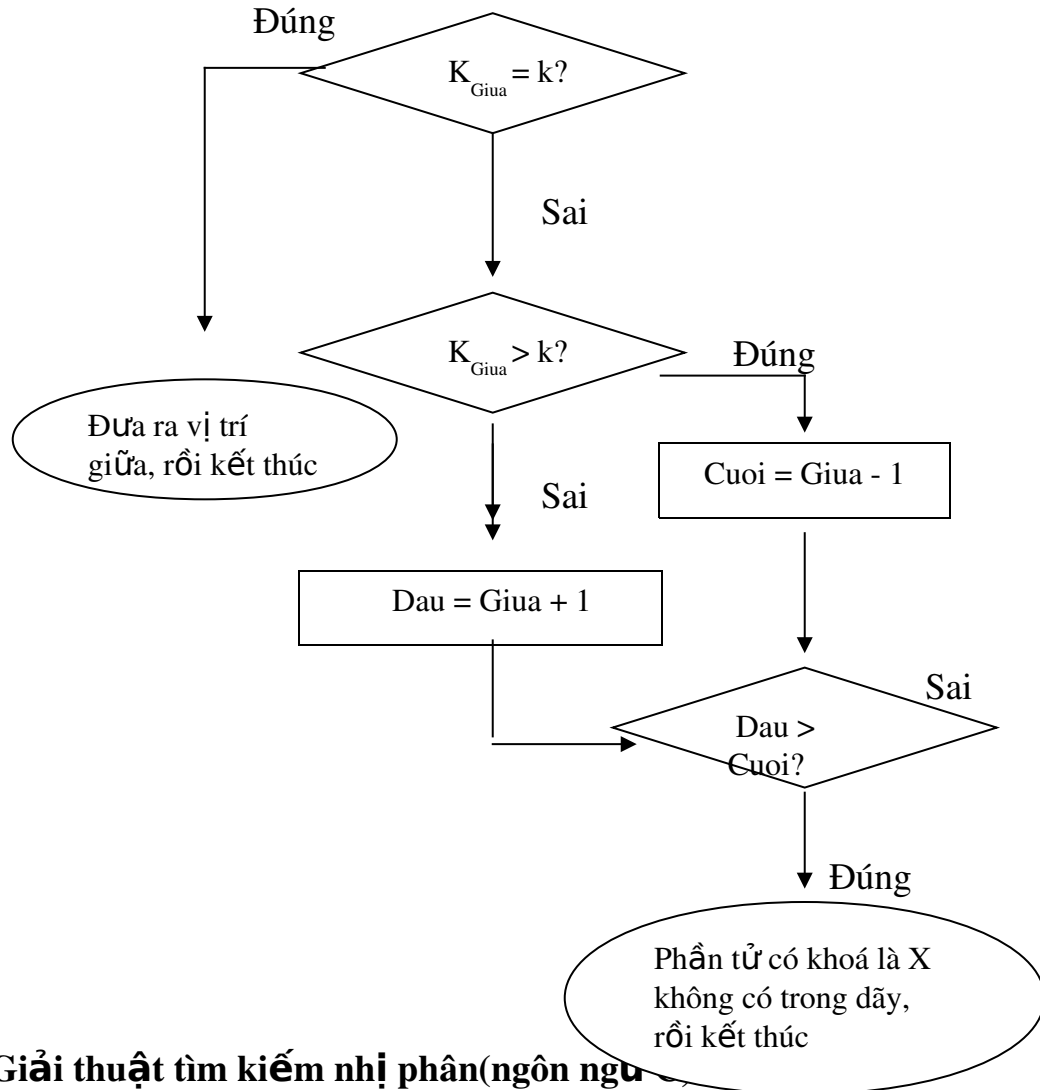 Đúng
K_Giua = k?
Sai
K_Giua > k?
Đúng
Đưa ra vị trí
giữa, rồi kết thúc
Cuoi = Giua - 1
Sai
Dau = Giua + 1
Sai
Dau >
Cuoi?
Đúng
Phần tử có khoá là X
không có trong dãy,
rồi kết thúc
Giải thuật tìm kiếm nhị phân(ngôn